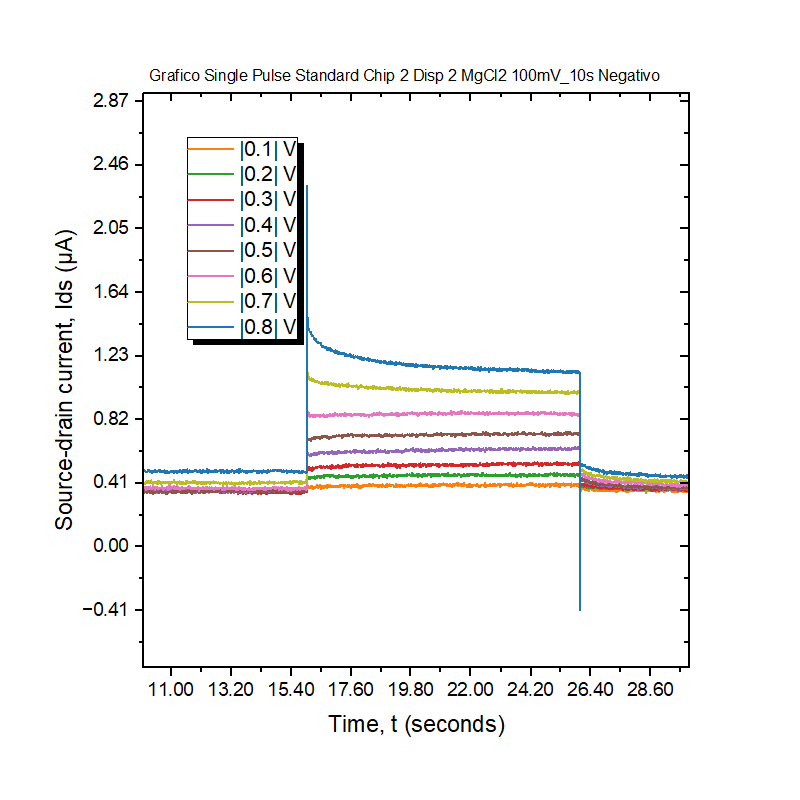 Grafico Single Pulse Standard Chip 2 Disp 2 MgCl2 100mV_10s Negativo
2.87
2.46
2.05
1.64
1.23
0.82
0.41
0.00
−0.41
Source-drain current, Ids (µA)
|0.1| V
|0.2| V
|0.3| V
|0.4| V
|0.5| V
|0.6| V
|0.7| V
|0.8| V
11.00 13.20 15.40 17.60 19.80 22.00 24.20 26.40 28.60
Time, t (seconds)